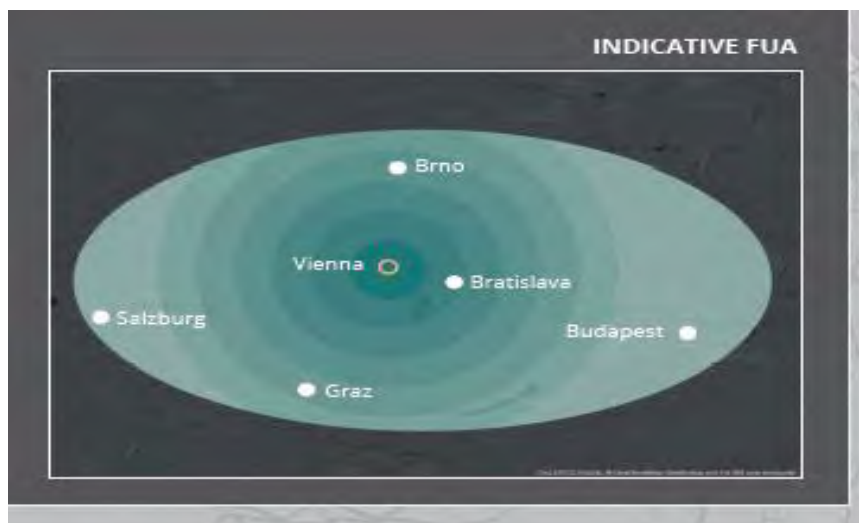 INDICATIVE FUA
Brno
Vienna
Bratislava
Salzburg
Budapest
Graz